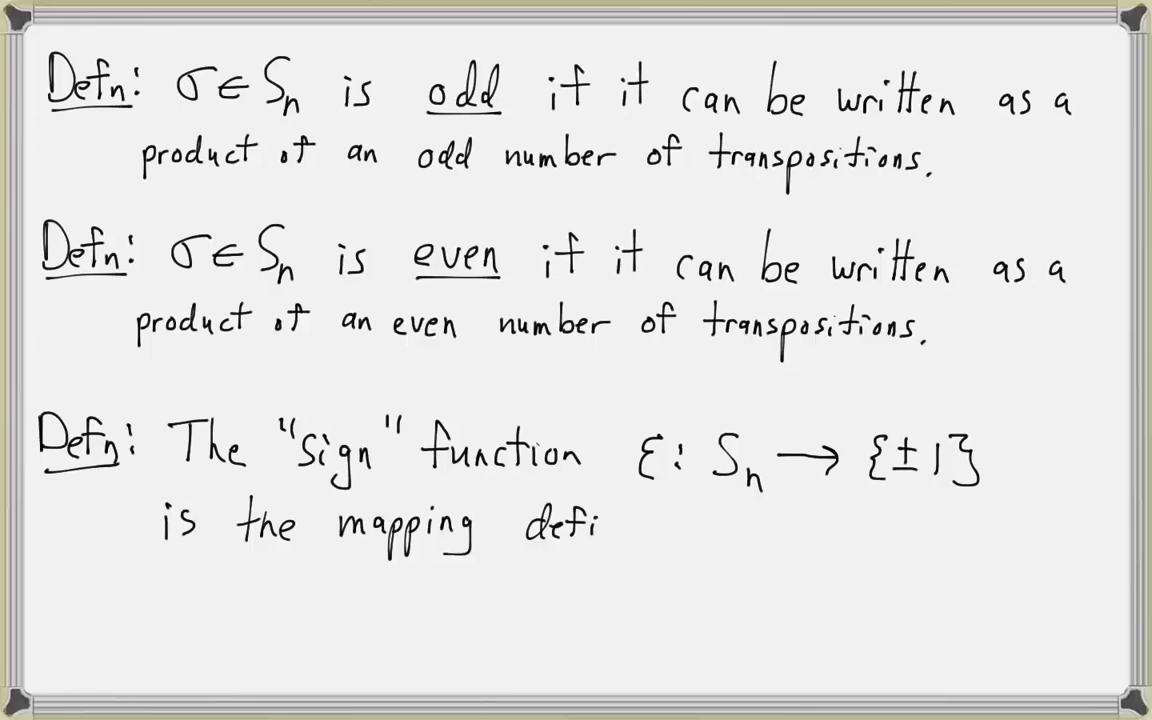 Defn: σ ∈ Sₙ is odd if it can be written as a
product of an odd number of transpositions.
Defn: σ ∈ Sₙ is even if it can be written as a
product of an even number of transpositions.
Defn: The "sign" function ε: Sₙ → {±1}
is the mapping defi